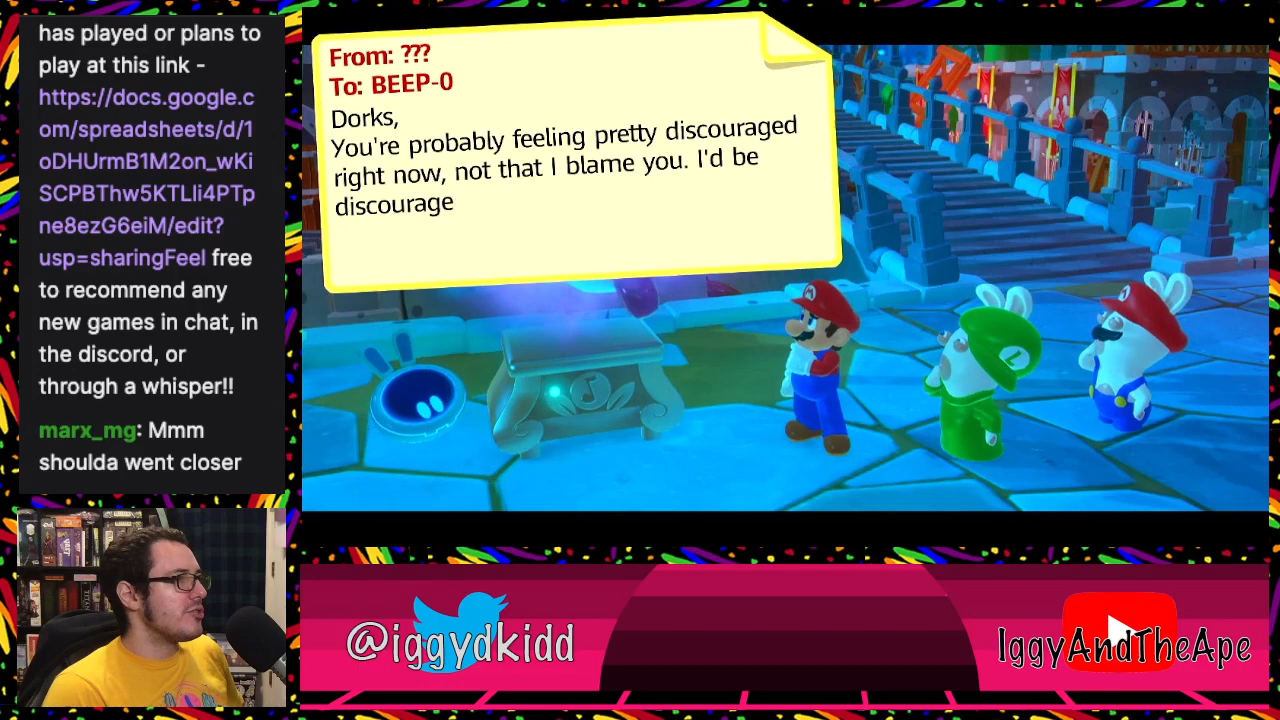 has played or plans to
play at this link -
https://docs.google.c
om/spreadsheets/d/1
oDHUrmB1M2on_wKi
SCPBThw5KTLli4PTp
ne8ezG6eiM/edit?
usp=sharingFeel free
to recommend any
new games in chat, in
the discord, or
through a whisper!!
marx_mg: Mmm
shoulda went closer
From: ???
To: BEEP-0
Dorks,
You're probably feeling pretty discouraged
right now, not that I blame you. I'd be
discourage
@iggydkidd
IggyAndTheApe